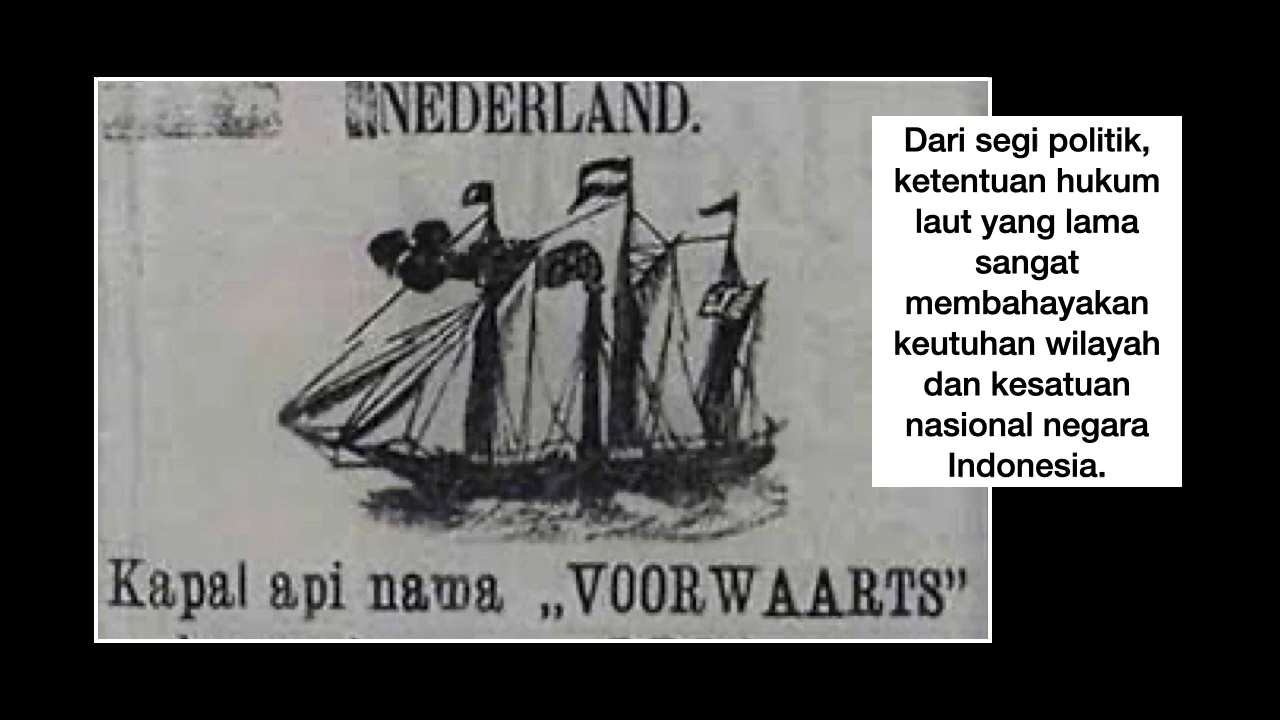 NEDERLAND.
Kapal api nama „VOORWAARTS”
Dari segi politik,
ketentuan hukum
laut yang lama
sangat
membahayakan
keutuhan wilayah
dan kesatuan
nasional negara
Indonesia.